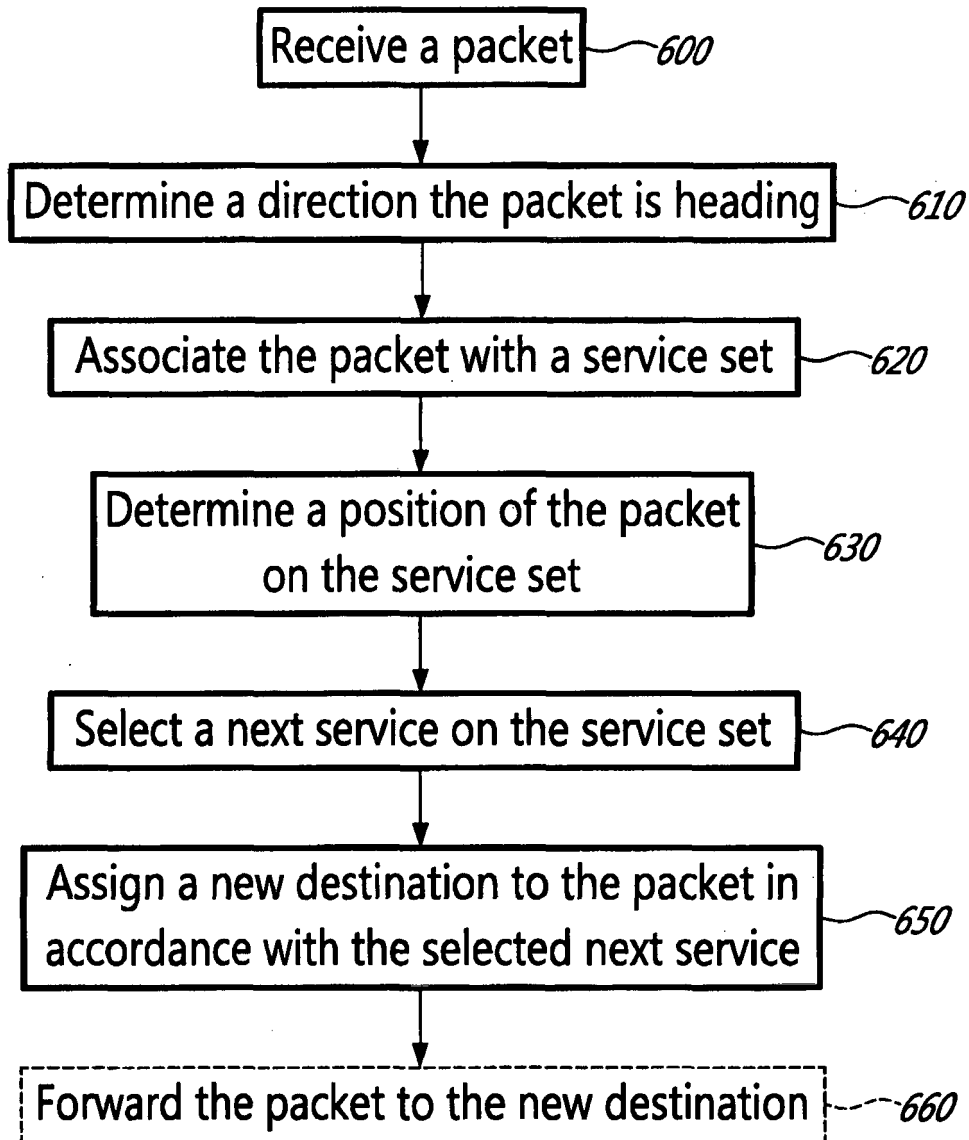 Receive a packet 600
Determine a direction the packet is heading 610
Associate the packet with a service set 620
Determine a position of the packet
on the service set 630
Select a next service on the service set 640
Assign a new destination to the packet in
accordance with the selected next service 650
Forward the packet to the new destination 660